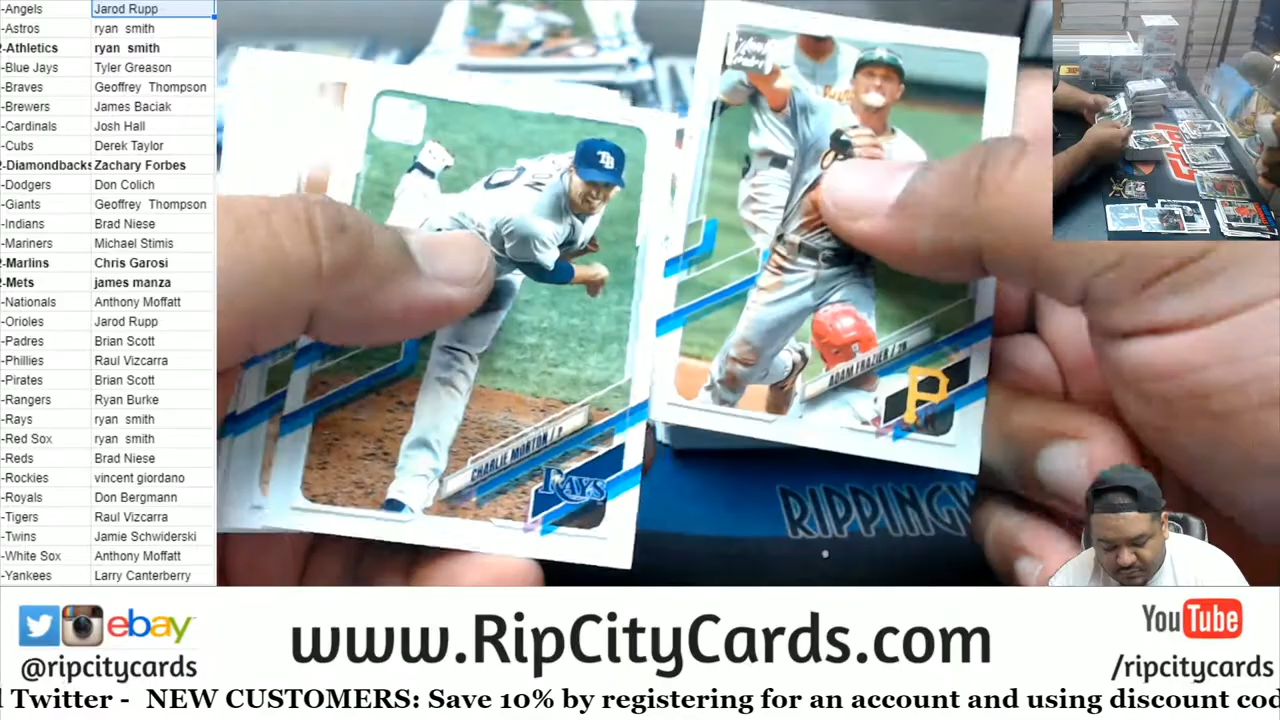 -Angels Jarod Rupp
-Astros ryan smith
-Athletics ryan smith
-Blue Jays Tyler Greason
-Braves Geoffrey Thompson
-Brewers James Baciak
-Cardinals Josh Hall
-Cubs Derek Taylor
-Diamondbacks Zachary Forbes
-Dodgers Don Colich
-Giants Geoffrey Thompson
-Indians Brad Niese
-Mariners Michael Stimis
-Marlins Chris Garosi
-Mets james manza
-Nationals Anthony Moffatt
-Orioles Jarod Rupp
-Padres Brian Scott
-Phillies Raul Vizcarra
-Pirates Brian Scott
-Rangers Ryan Burke
-Rays ryan smith
-Red Sox ryan smith
-Reds Brad Niese
-Rockies vincent giordano
-Royals Don Bergmann
-Tigers Raul Vizcarra
-Twins Jamie Schwiderski
-White Sox Anthony Moffatt
-Yankees Larry Canterberry
TB
CHARLIE MORTON / P
RAYS
ADAM FRAZIER / 2B
P
RIPPING
ebay
@ripcitycards
www.RipCityCards.com
YouTube
/ripcitycards
Twitter - NEW CUSTOMERS: Save 10% by registering for an account and using discount cod